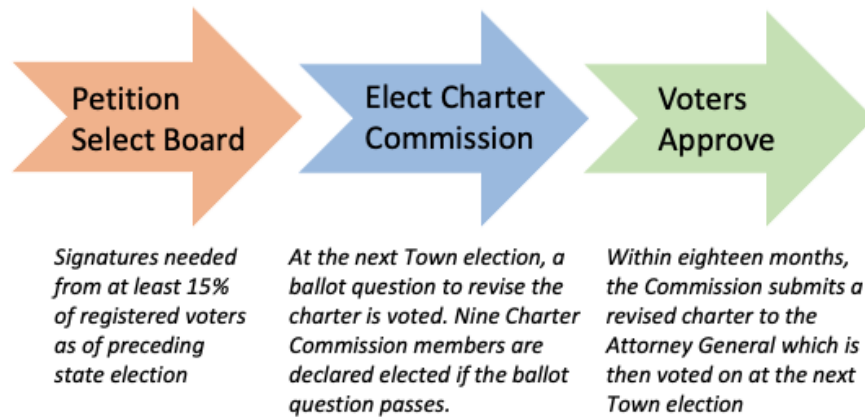 Petition
Select Board
Elect Charter
Commission
Voters
Approve
Signatures needed
from at least 15%
of registered voters
as of preceding
state election
At the next Town election, a
ballot question to revise the
charter is voted. Nine Charter
Commission members are
declared elected if the ballot
question passes.
Within eighteen months,
the Commission submits a
revised charter to the
Attorney General which is
then voted on at the next
Town election